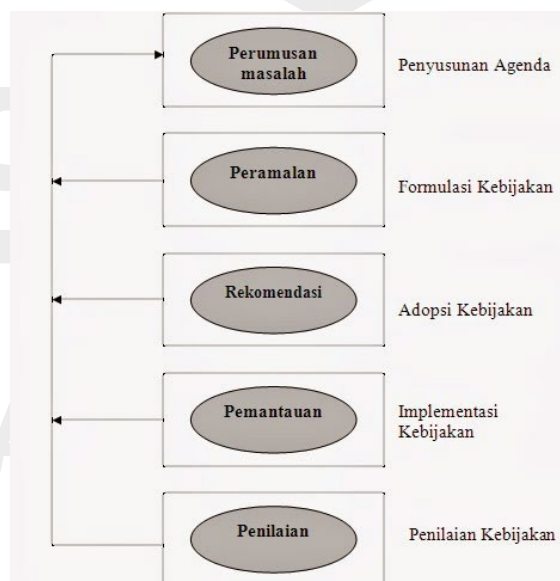 Perumusan
masalah
Penyusunan Agenda
Peramalan
Formulasi Kebijakan
Rekomendasi
Adopsi Kebijakan
Pemantauan
Implementasi
Kebijakan
Penilaian
Penilaian Kebijakan